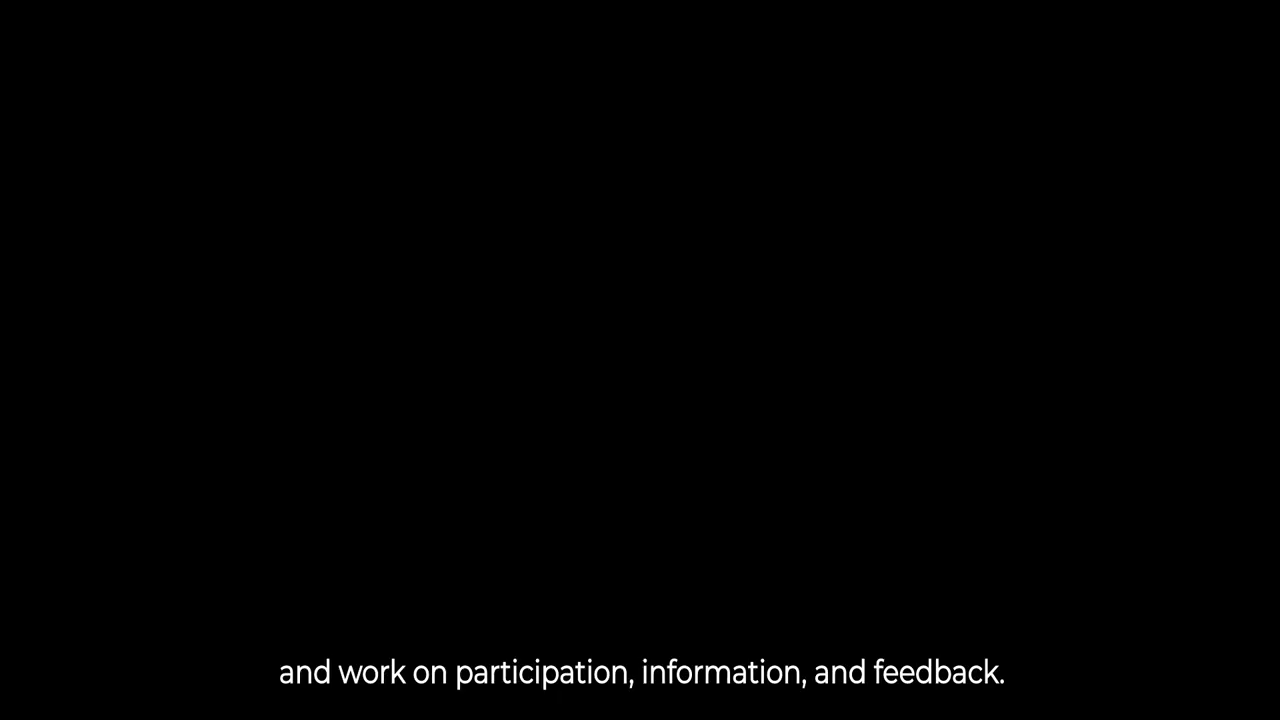 and work on participation, information, and feedback.